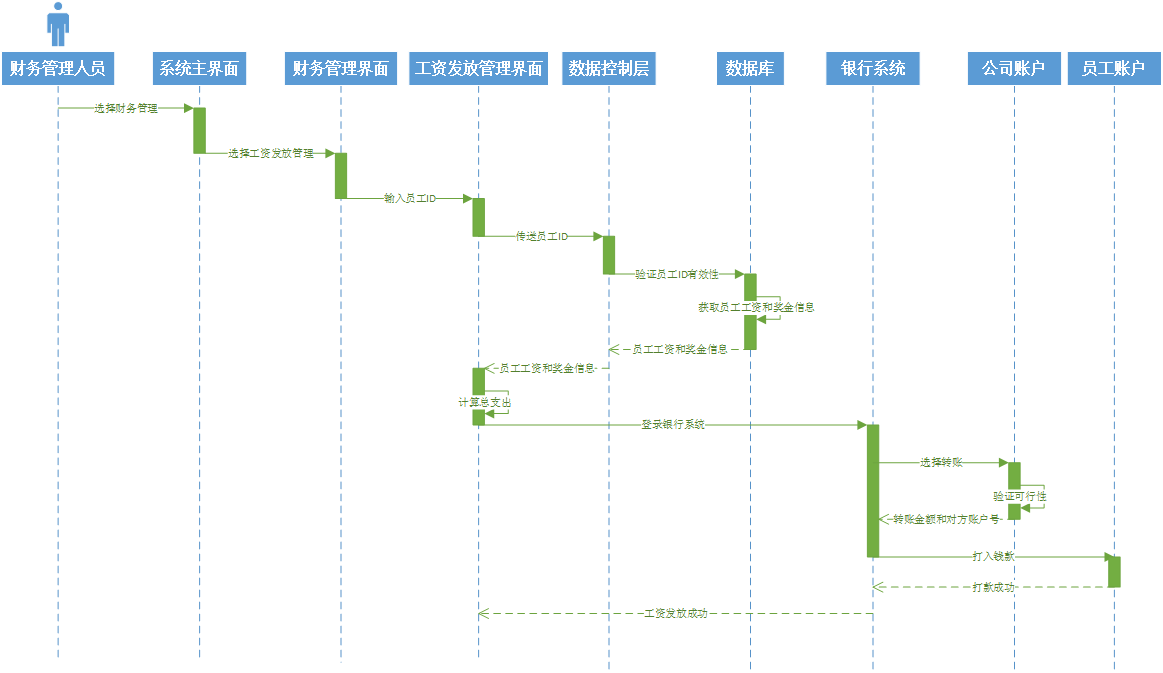 财务管理人员
系统主界面
财务管理界面
工资发放管理界面
数据控制层
数据库
银行系统
公司账户
员工账户
选择财务管理
选择工资发放管理
输入员工ID
传送员工ID
验证员工ID有效性
获取员工工资和奖金信息
员工工资和奖金信息
员工工资和奖金信息
计算总支出
登录银行系统
选择转账
验证可行性
转账金额和对方账户号
打入钱款
打款成功
工资发放成功